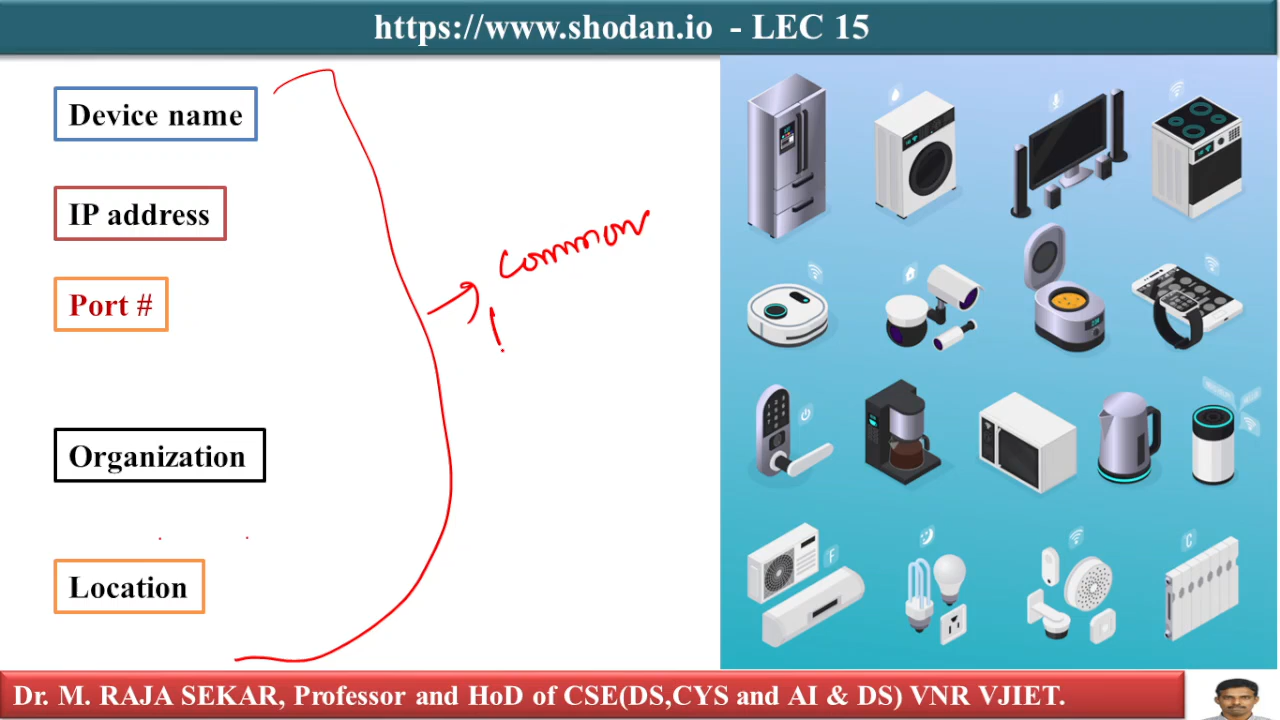 https://www.shodan.io - LEC 15
Device name
IP address
Port #
common
Organization
Location
F
C
Dr. M. RAJA SEKAR, Professor and HoD of CSE(DS,CYS and AI & DS) VNR VJIET.